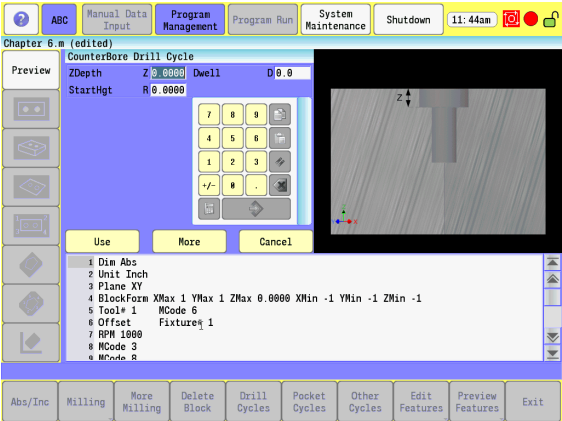 ? ABC Manual Data Input Program Management Program Run System Maintenance Shutdown 11:44am
Chapter 6.m (edited)
Preview
CounterBore Drill Cycle
ZDepth Z 0.0000 Dwell D 0.0
StartHgt R 0.0000
7 8 9
4 5 6
1 2 3
+/- 0 .
Z
Y
X
Use More Cancel
1 Dim Abs
2 Unit Inch
3 Plane XY
4 BlockForm XMax 1 YMax 1 ZMax 0.0000 XMin -1 YMin -1 ZMin -1
5 Tool# 1 MCode 6
6 Offset Fixture# 1
7 RPM 1000
8 MCode 3
9 MCode 8
Abs/Inc Milling More Milling Delete Block Drill Cycles Pocket Cycles Other Cycles Edit Features Preview Features Exit